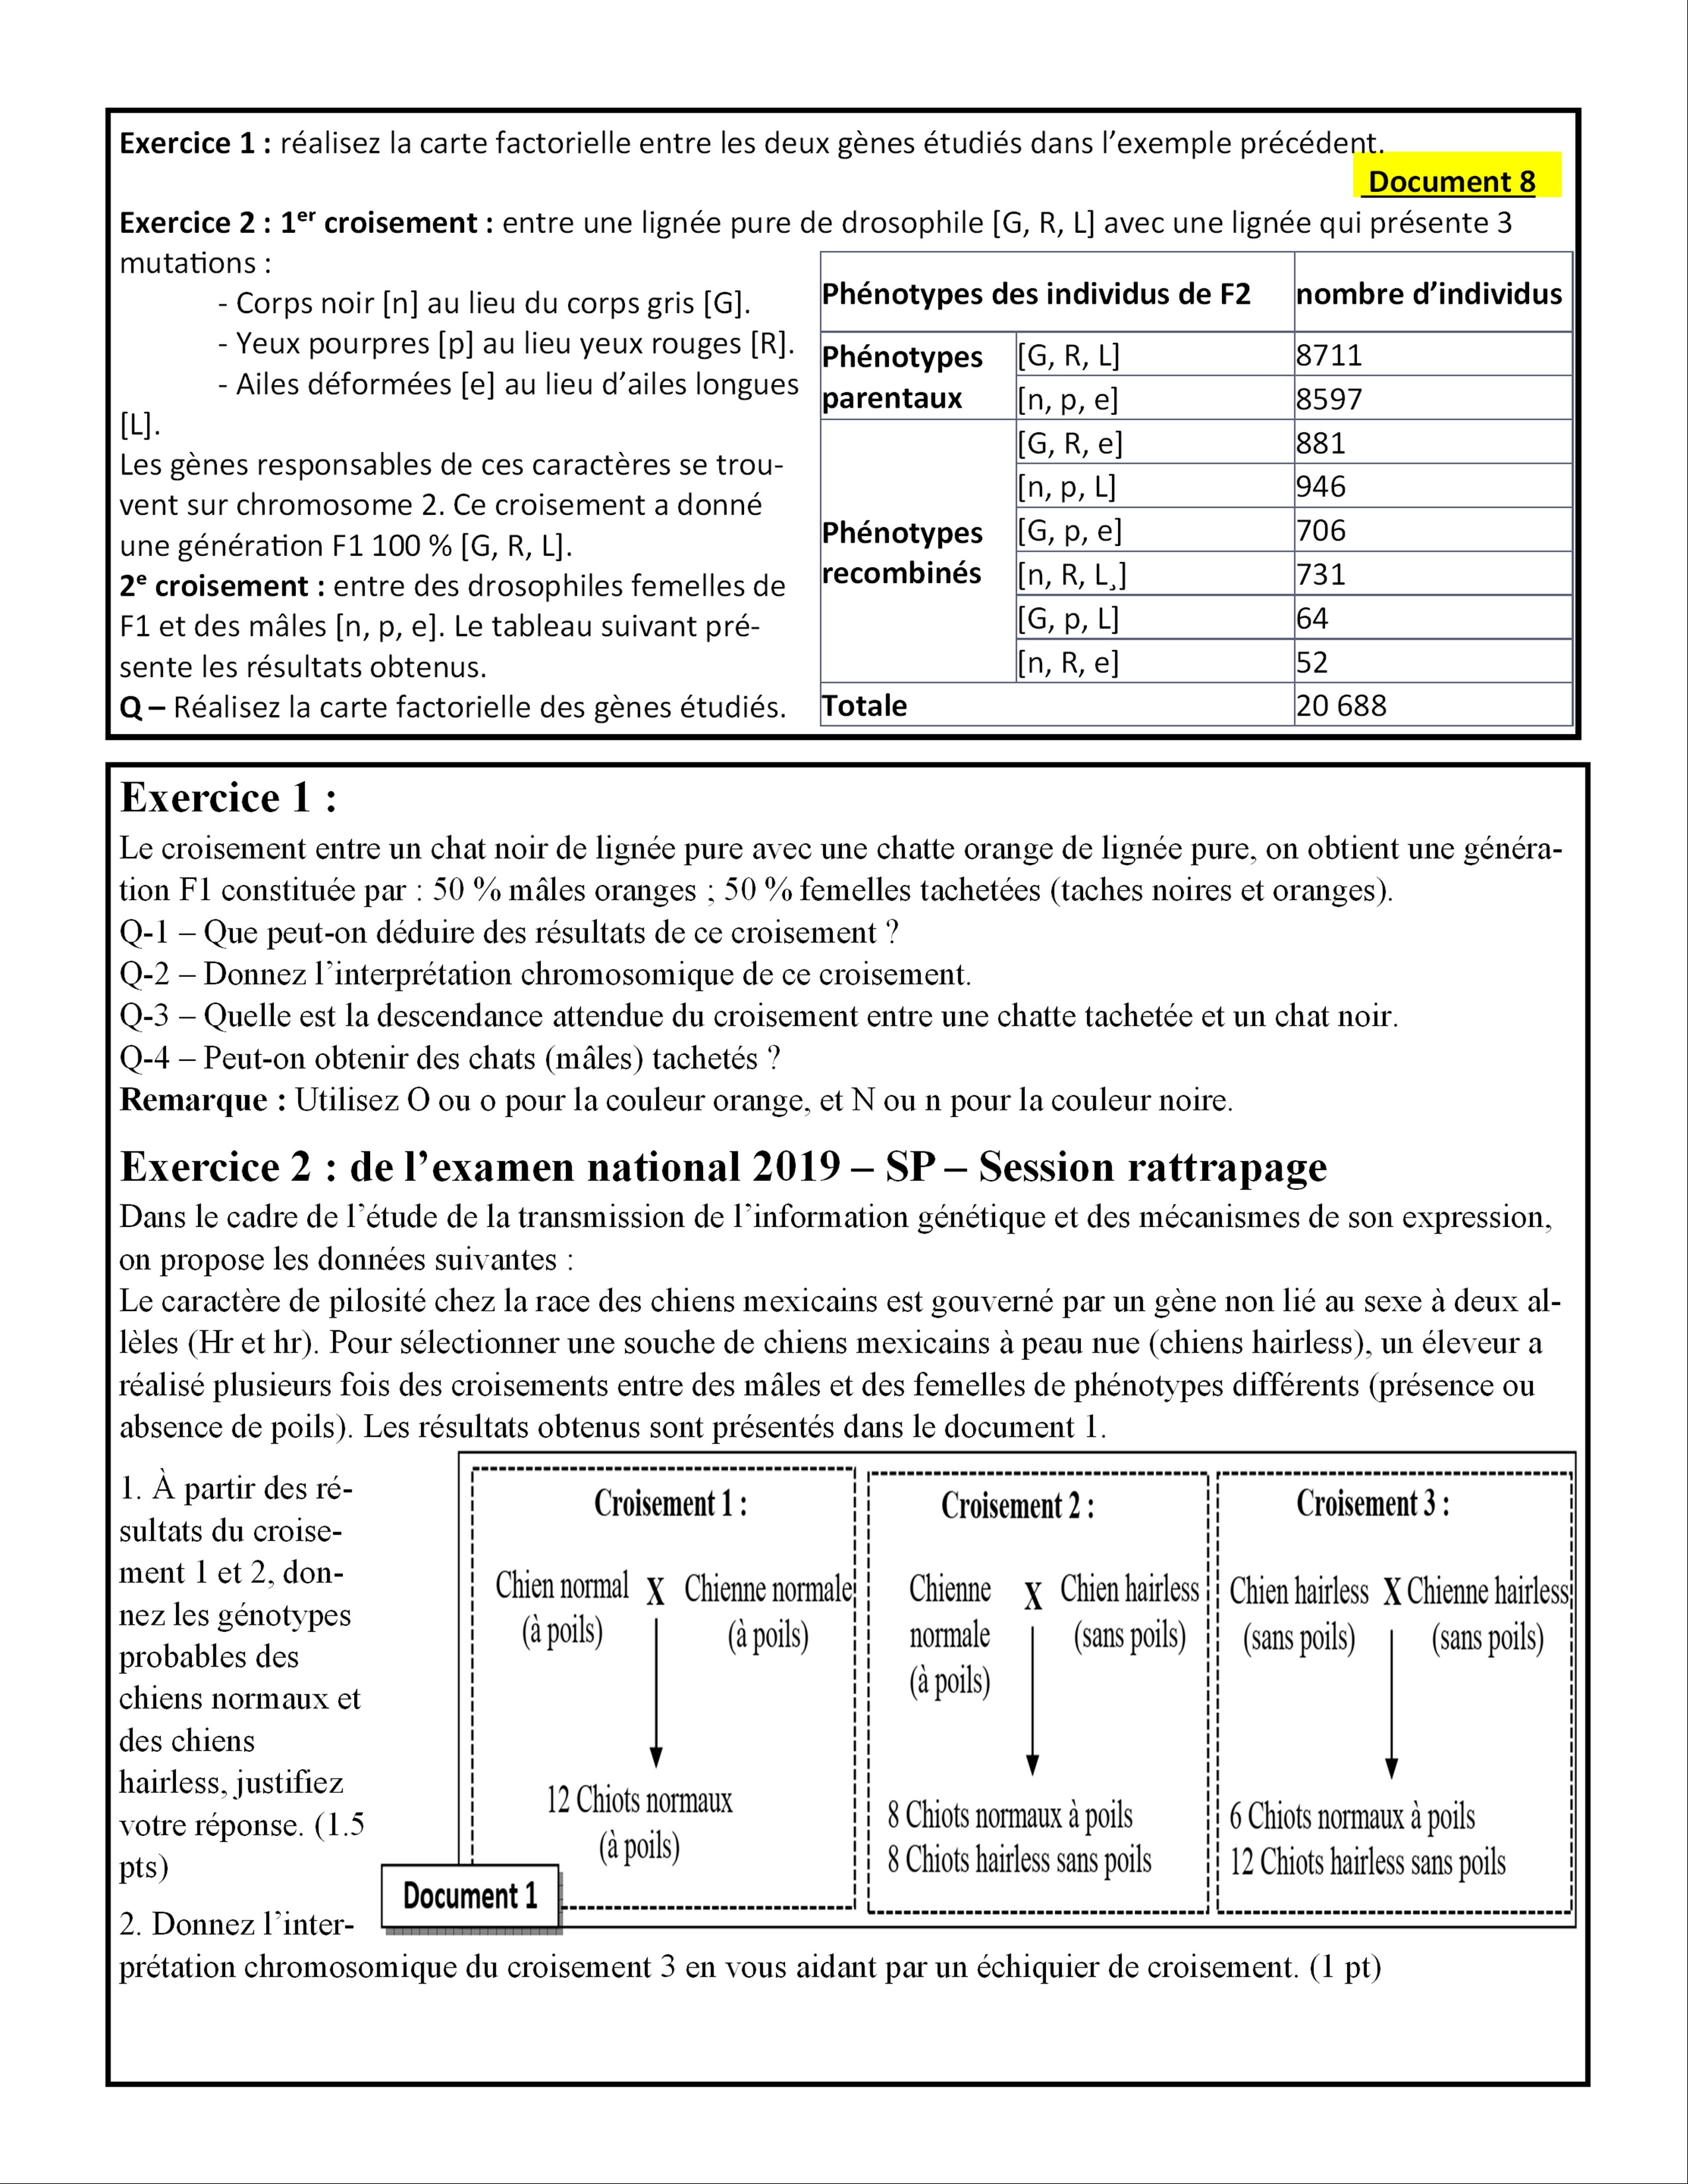 Exercice 1 : réalisez la carte factorielle entre les deux gènes étudiés dans l'exemple précédent.
Document 8
Exercice 2 : 1er croisement : entre une lignée pure de drosophile [G, R, L] avec une lignée qui présente 3
mutations :
- Corps noir [n] au lieu du corps gris [G].
- Yeux pourpres [p] au lieu yeux rouges [R].
- Ailes déformées [e] au lieu d'ailes longues
[L].
Les gènes responsables de ces caractères se trou-
vent sur chromosome 2. Ce croisement a donné
une génération F1 100 % [G, R, L].
2e croisement : entre des drosophiles femelles de
F1 et des mâles [n, p, e]. Le tableau suivant pré-
sente les résultats obtenus.
Q – Réalisez la carte factorielle des gènes étudiés.
Phénotypes des individus de F2 nombre d'individus
Phénotypes parentaux
[G, R, L] 8711
[n, p, e] 8597
Phénotypes recombinés
[G, R, e] 881
[n, p, L] 946
[G, p, e] 706
[n, R, L¸] 731
[G, p, L] 64
[n, R, e] 52
Totale 20 688
Exercice 1 :
Le croisement entre un chat noir de lignée pure avec une chatte orange de lignée pure, on obtient une généra-
tion F1 constituée par : 50 % mâles oranges ; 50 % femelles tachetées (taches noires et oranges).
Q-1 – Que peut-on déduire des résultats de ce croisement ?
Q-2 – Donnez l'interprétation chromosomique de ce croisement.
Q-3 – Quelle est la descendance attendue du croisement entre une chatte tachetée et un chat noir.
Q-4 – Peut-on obtenir des chats (mâles) tachetés ?
Remarque : Utilisez O ou o pour la couleur orange, et N ou n pour la couleur noire.
Exercice 2 : de l'examen national 2019 – SP – Session rattrapage
Dans le cadre de l'étude de la transmission de l'information génétique et des mécanismes de son expression,
on propose les données suivantes :
Le caractère de pilosité chez la race des chiens mexicains est gouverné par un gène non lié au sexe à deux al-
lèles (Hr et hr). Pour sélectionner une souche de chiens mexicains à peau nue (chiens hairless), un éleveur a
réalisé plusieurs fois des croisements entre des mâles et des femelles de phénotypes différents (présence ou
absence de poils). Les résultats obtenus sont présentés dans le document 1.
1. À partir des ré-
sultats du croise-
ment 1 et 2, don-
nez les génotypes
probables des
chiens normaux et
des chiens
hairless, justifiez
votre réponse. (1.5
pts)
Croisement 1 :
Chien normal X Chienne normale
(à poils) (à poils)
12 Chiots normaux
(à poils)
Croisement 2 :
Chienne X Chien hairless
normale (sans poils)
(à poils)
8 Chiots normaux à poils
8 Chiots hairless sans poils
Croisement 3 :
Chien hairless X Chienne hairless
(sans poils) (sans poils)
6 Chiots normaux à poils
12 Chiots hairless sans poils
Document 1
2. Donnez l'inter-
prétation chromosomique du croisement 3 en vous aidant par un échiquier de croisement. (1 pt)